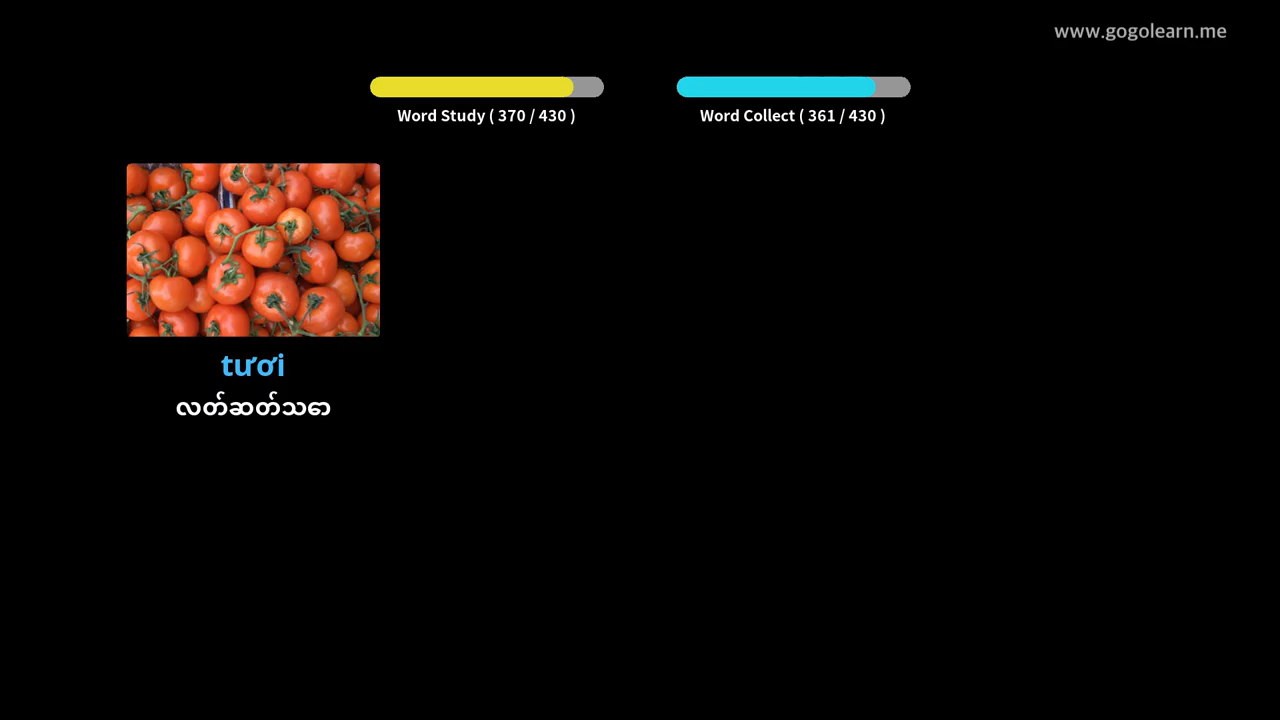 www.gogolearn.me
Word Study ( 370 / 430 )
Word Collect ( 361 / 430 )
tươi
လတ်ဆတ်သော